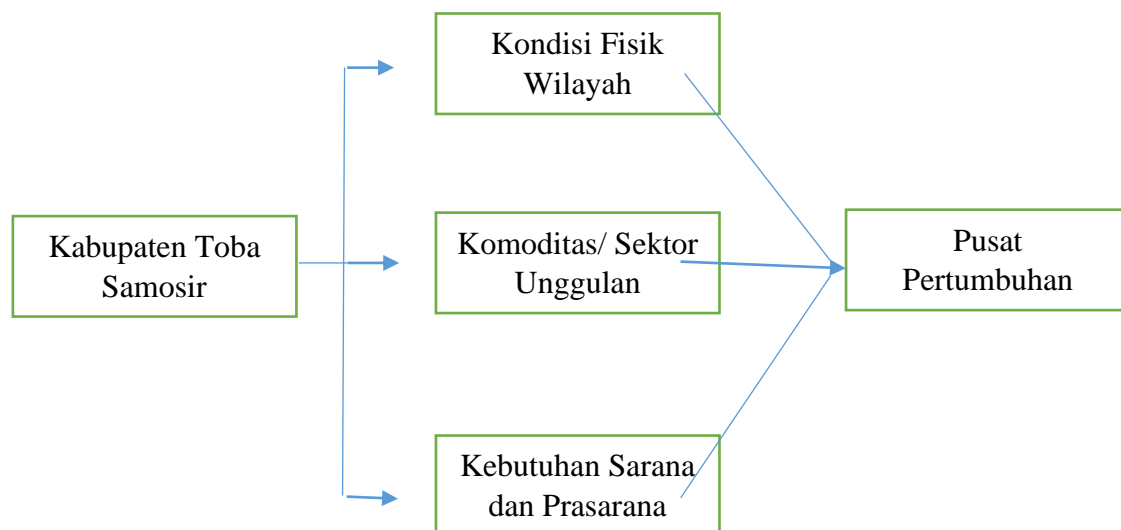 Kondisi Fisik
Wilayah
Kabupaten Toba
Samosir
Komoditas/ Sektor
Unggulan
Pusat
Pertumbuhan
Kebutuhan Sarana
dan Prasarana